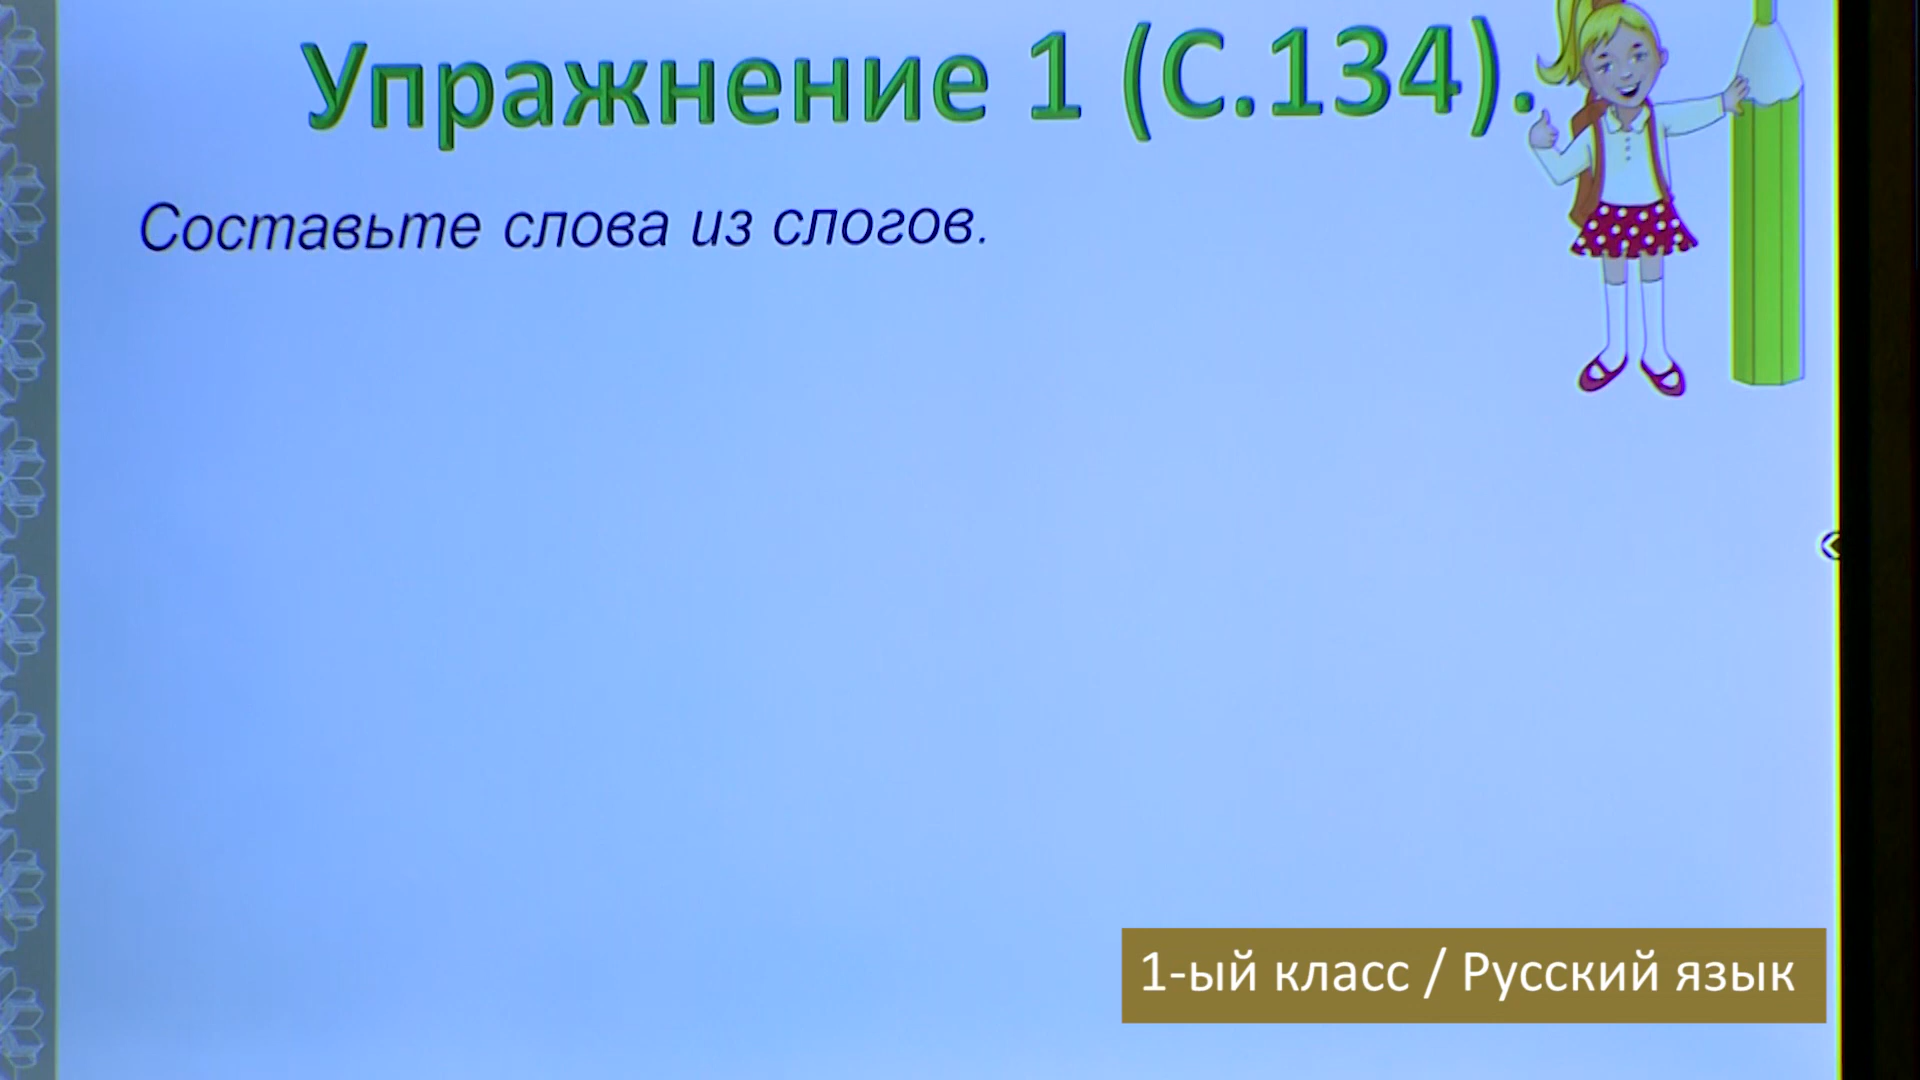 Упражнение 1 (С.134).
Составьте слова из слогов.
1-ый класс / Русский язык